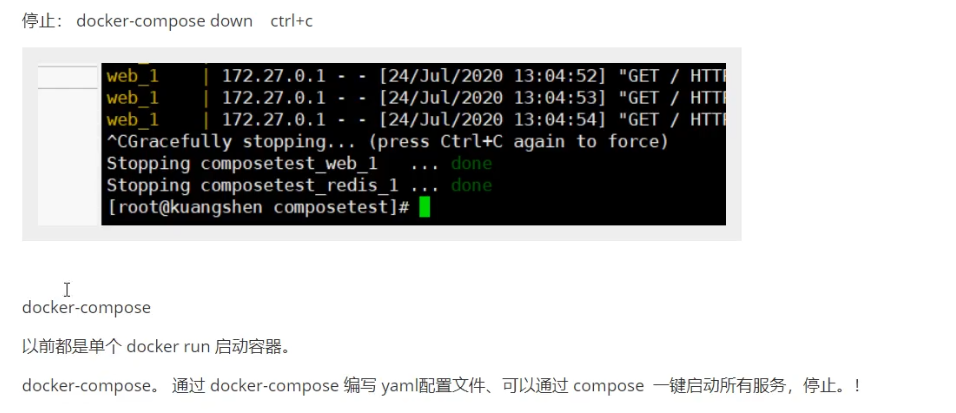 停止： docker-compose down ctrl+c
web_1 | 172.27.0.1 - - [24/Jul/2020 13:04:52] "GET / HTT
web_1 | 172.27.0.1 - - [24/Jul/2020 13:04:53] "GET / HTT
web_1 | 172.27.0.1 - - [24/Jul/2020 13:04:54] "GET / HTT
^CGracefully stopping... (press Ctrl+C again to force)
Stopping composetest_web_1 ... done
Stopping composetest_redis_1 ... done
[root@kuangshen composetest]#
docker-compose
以前都是单个 docker run 启动容器。
docker-compose。 通过 docker-compose 编写 yaml配置文件、可以通过 compose 一键启动所有服务，停止。！